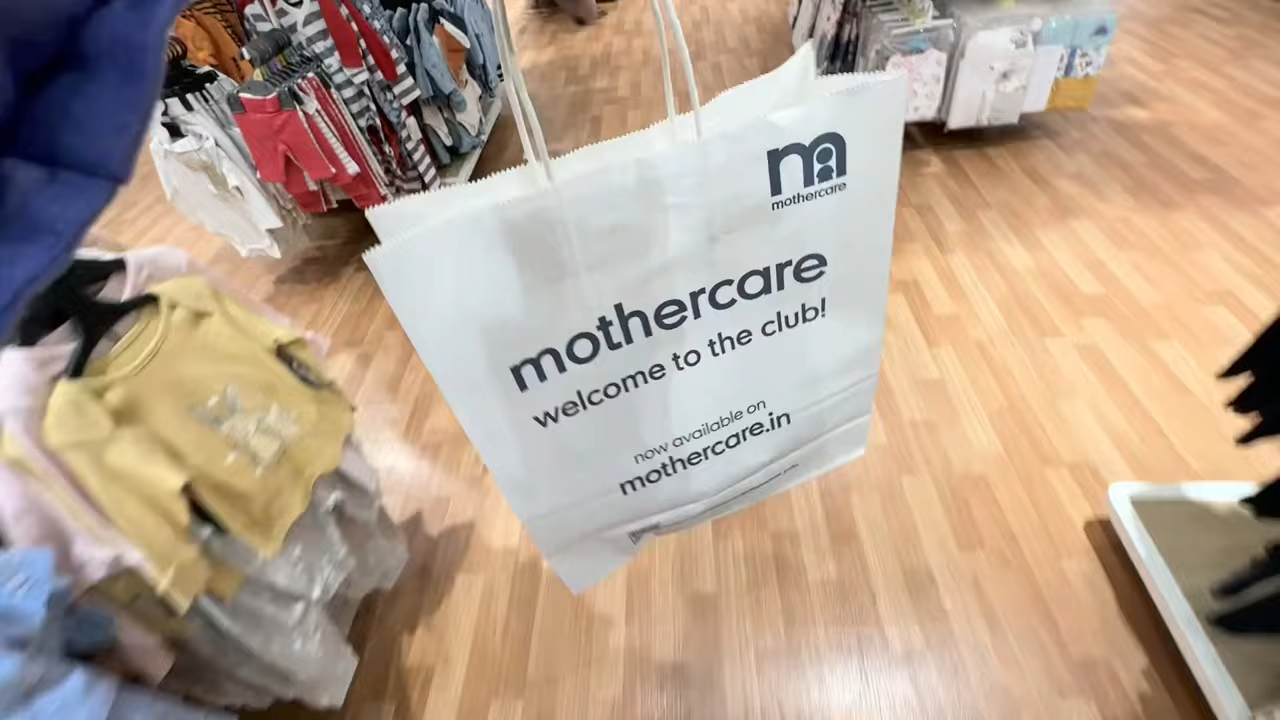 mothercare
mothercare
welcome to the club!
now available on
mothercare.in